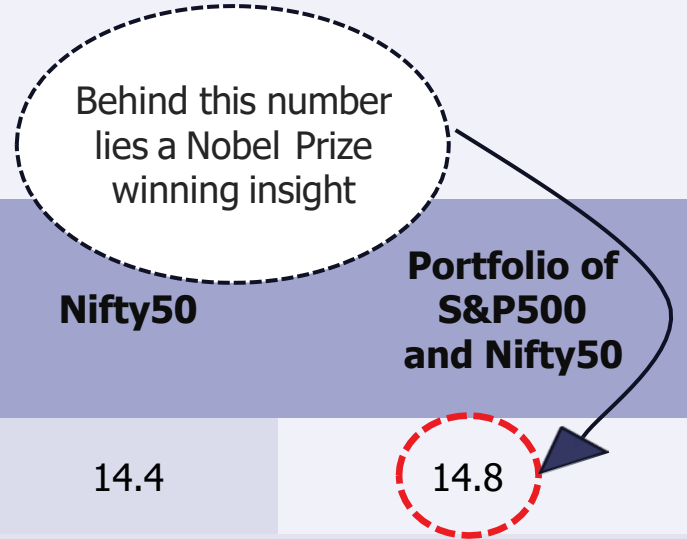 Behind this number
lies a Nobel Prize
winning insight
Nifty50
Portfolio of
S&P500
and Nifty50
14.4
14.8